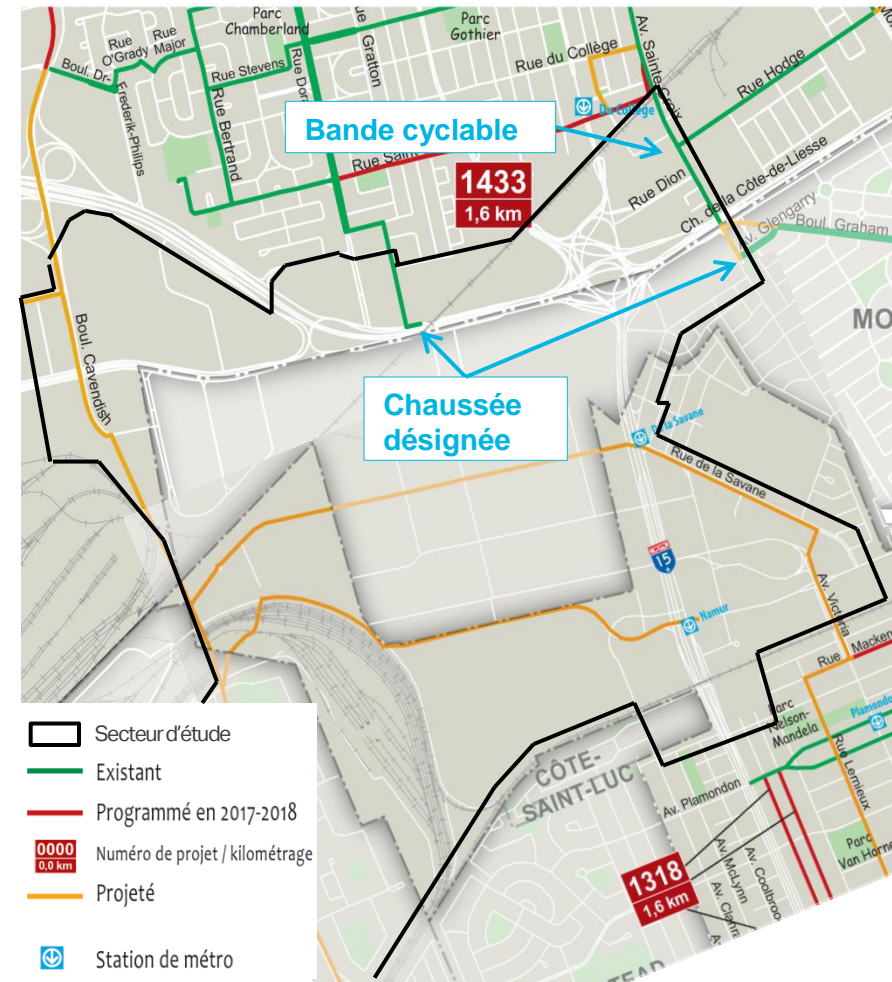 Parc
Chamberland
Rue
O'Grady
Rue
Major
Boul. Dr-
Frederik-Philips
Rue Stevens
Rue Bertrand
Gratton
Rue
Parc
Gothier
Rue du Collège
Av. Sainte-Croix
Du Collège
Rue Hodge
Bande cyclable
1433
1,6 km
Rue Dion
Ch. de la Côte-de-Liesse
Av. Glengarry
Boul. Graham
MO
Boul. Cavendish
Chaussée
désignée
De la Savane
Rue de la Savane
15
Namur
Av. Victoria
Rue
Parc
Nelson-
Mandela
Rue Lemieux
CÔTE-
SAINT-LUC
Av. Plamondon
Parc
Van Horne
1318
1,6 km
Av. McLynn
Secteur d'étude
Existant
Programmé en 2017-2018
0000
0,0 km
Numéro de projet / kilométrage
Projeté
Station de métro